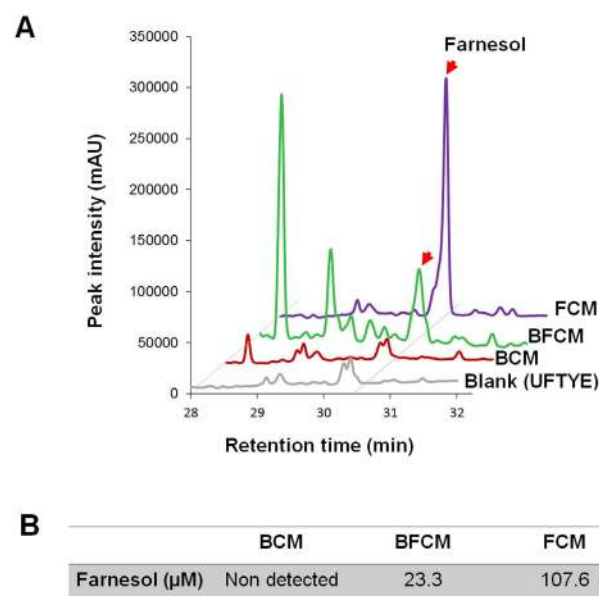 A
Farnesol
350000
300000
250000
200000
150000
100000
50000
0
Peak intensity (mAU)
FCM
BFCM
BCM
Blank (UFTYE)
28 29 30 31 32
Retention time (min)
B
BCM BFCM FCM
Farnesol (µM) Non detected 23.3 107.6